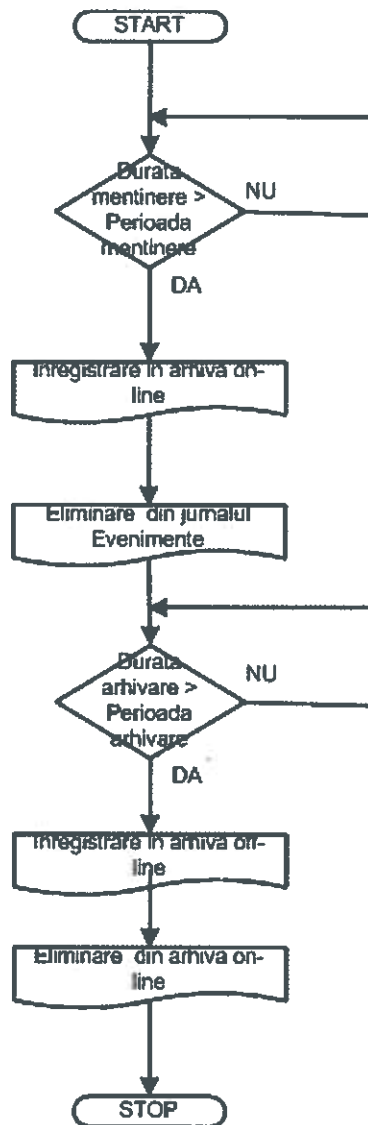 START
Durata
mentinere >
Perioada
mentinere
NU
DA
Inregistrare in arhiva on-
line
Eliminare din jurnalul
Evenimente
Durata
arhivare >
Perioada
arhivare
NU
DA
Inregistrare in arhiva off-
line
Eliminare din arhiva on-
line
STOP